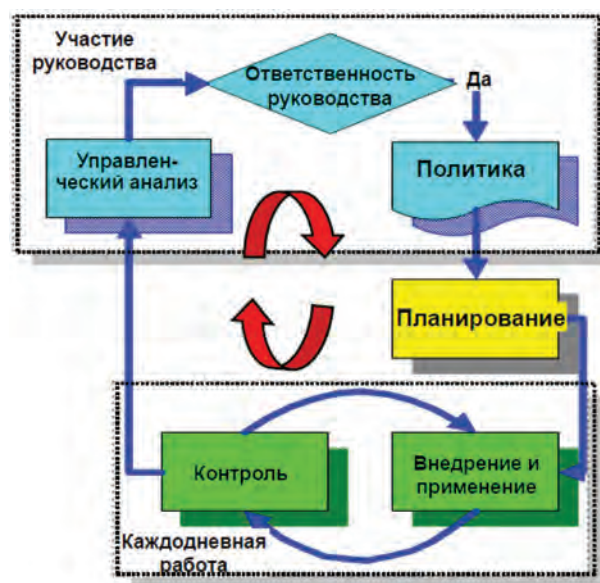 Участие
руководства
Ответственность
руководства
Да
Управлен-
ческий анализ
Политика
Планирование
Контроль
Внедрение и
применение
Каждодневная
работа